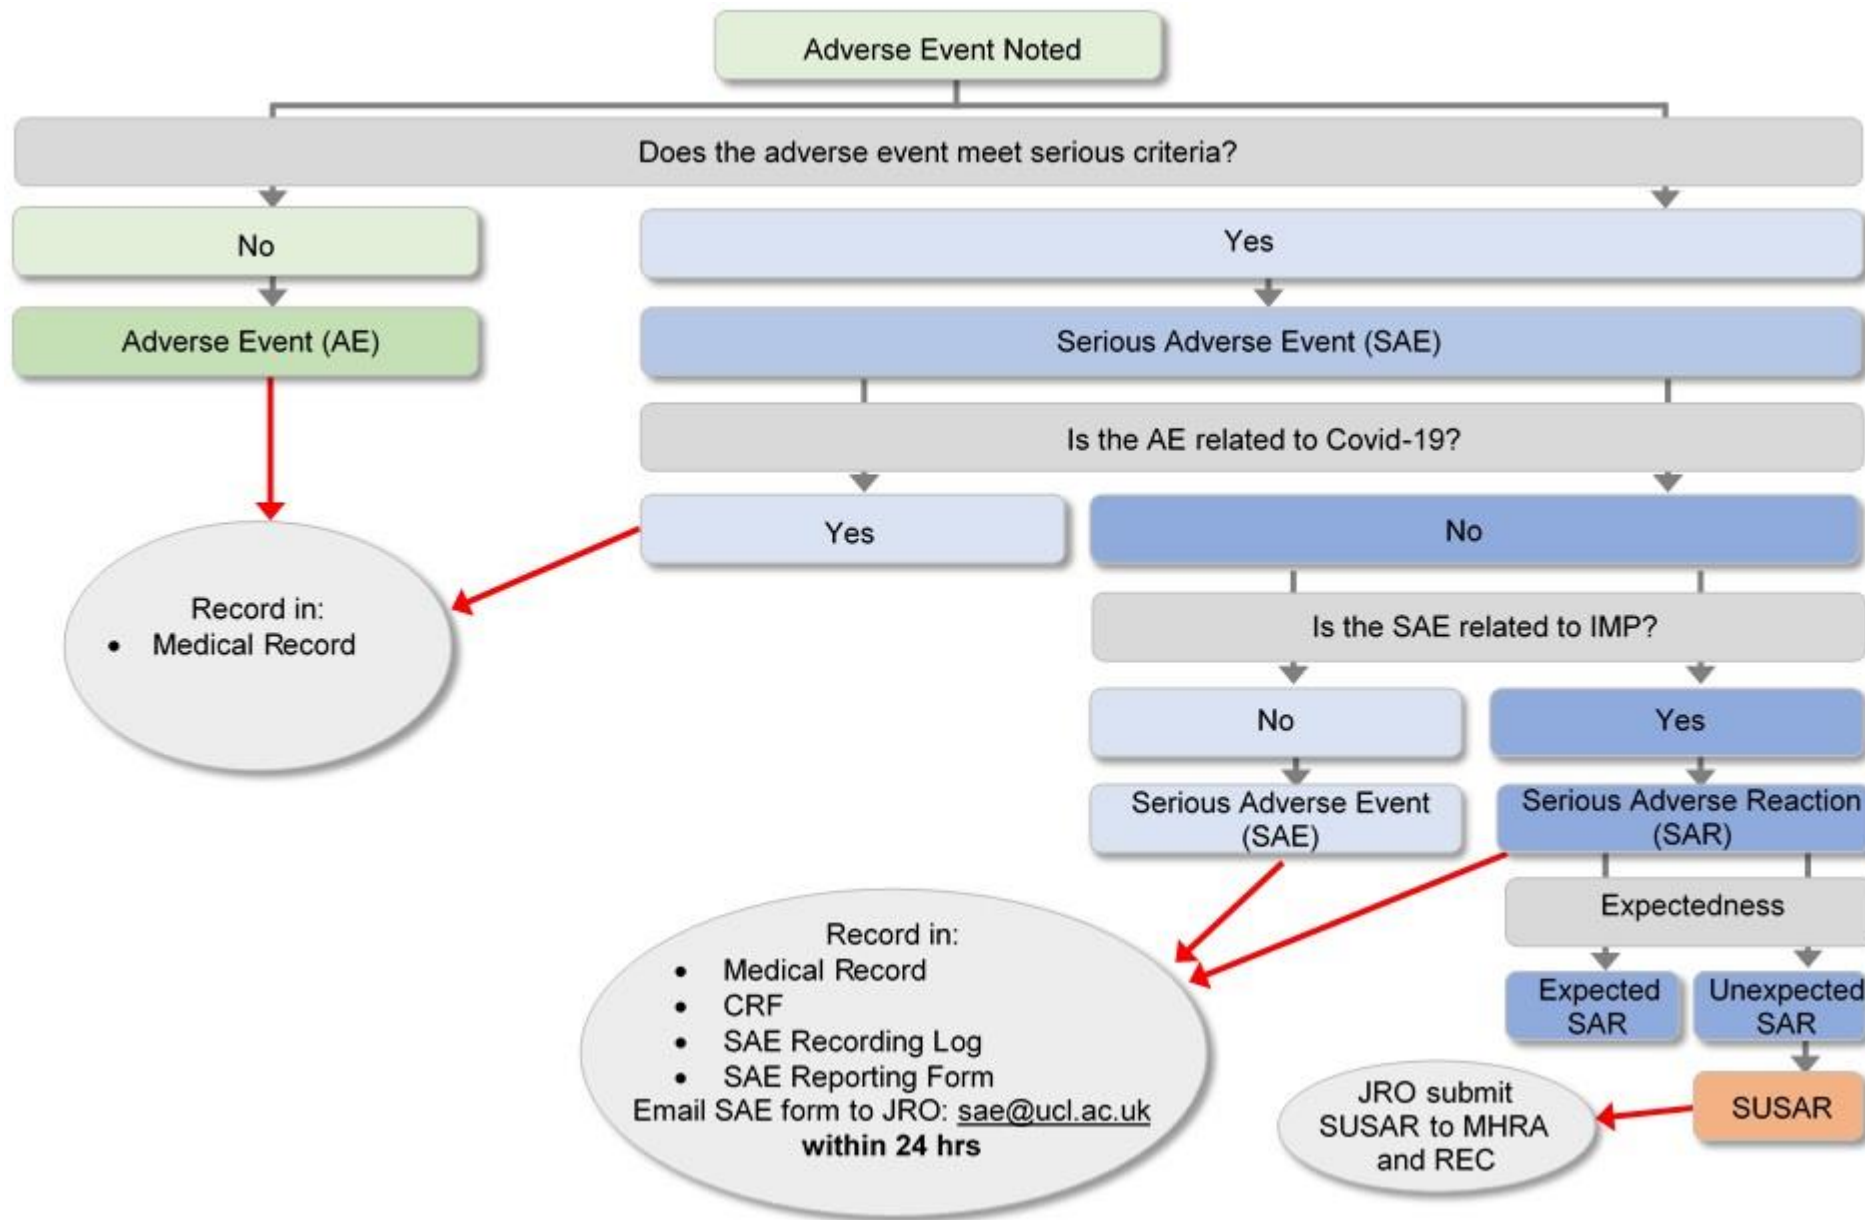 Adverse Event Noted
Does the adverse event meet serious criteria?
No
Yes
Adverse Event (AE)
Serious Adverse Event (SAE)
Is the AE related to Covid-19?
Yes
No
Record in:
• Medical Record
Is the SAE related to IMP?
No
Yes
Serious Adverse Event
(SAE)
Serious Adverse Reaction
(SAR)
Expectedness
Expected
SAR
Unexpected
SAR
Record in:
• Medical Record
• CRF
• SAE Recording Log
• SAE Reporting Form
Email SAE form to JRO: sae@ucl.ac.uk
within 24 hrs
JRO submit
SUSAR to MHRA
and REC
SUSAR